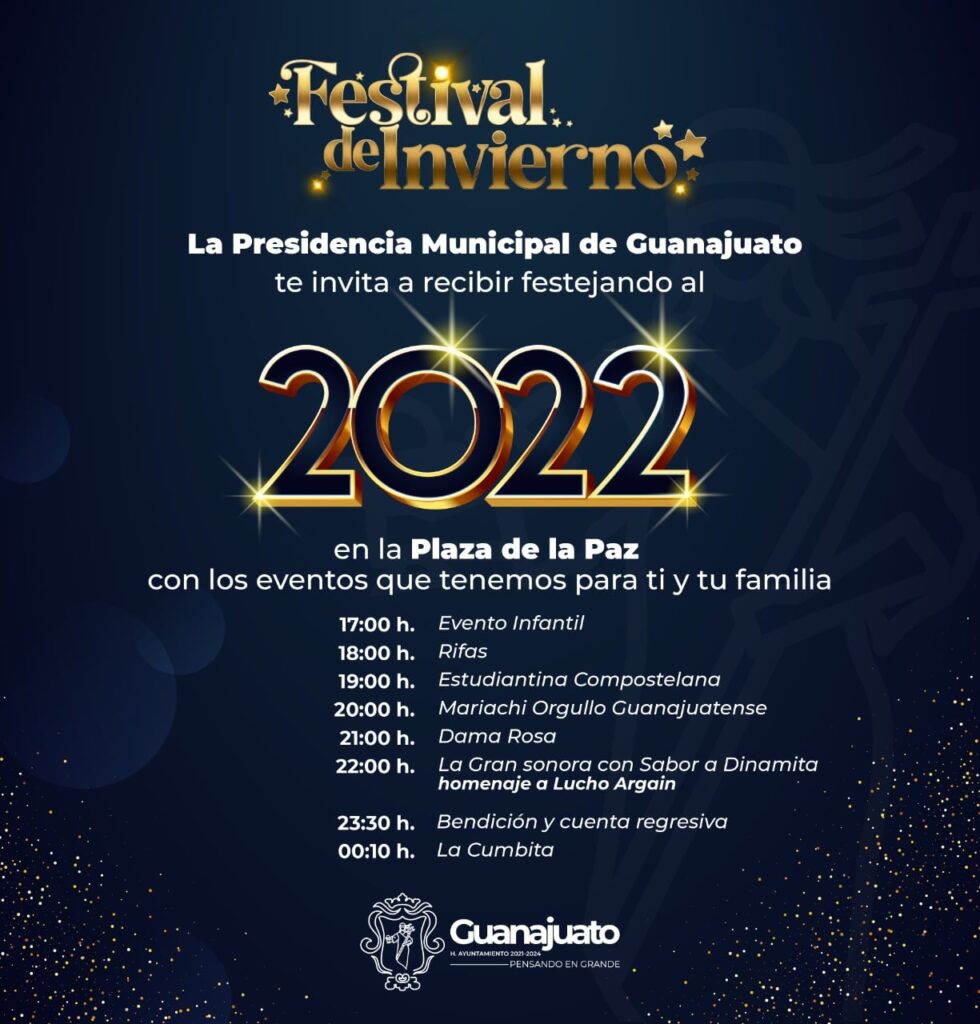 Festival
de Invierno
La Presidencia Municipal de Guanajuato
te invita a recibir festejando al
2022
en la Plaza de la Paz
con los eventos que tenemos para ti y tu familia
17:00 h. Evento Infantil
18:00 h. Rifas
19:00 h. Estudiantina Compostelana
20:00 h. Mariachi Orgullo Guanajuatense
21:00 h. Dama Rosa
22:00 h. La Gran sonora con Sabor a Dinamita
homenaje a Lucho Argain
23:30 h. Bendición y cuenta regresiva
00:10 h. La Cumbita
Guanajuato
H. AYUNTAMIENTO 2021-2024
PENSANDO EN GRANDE